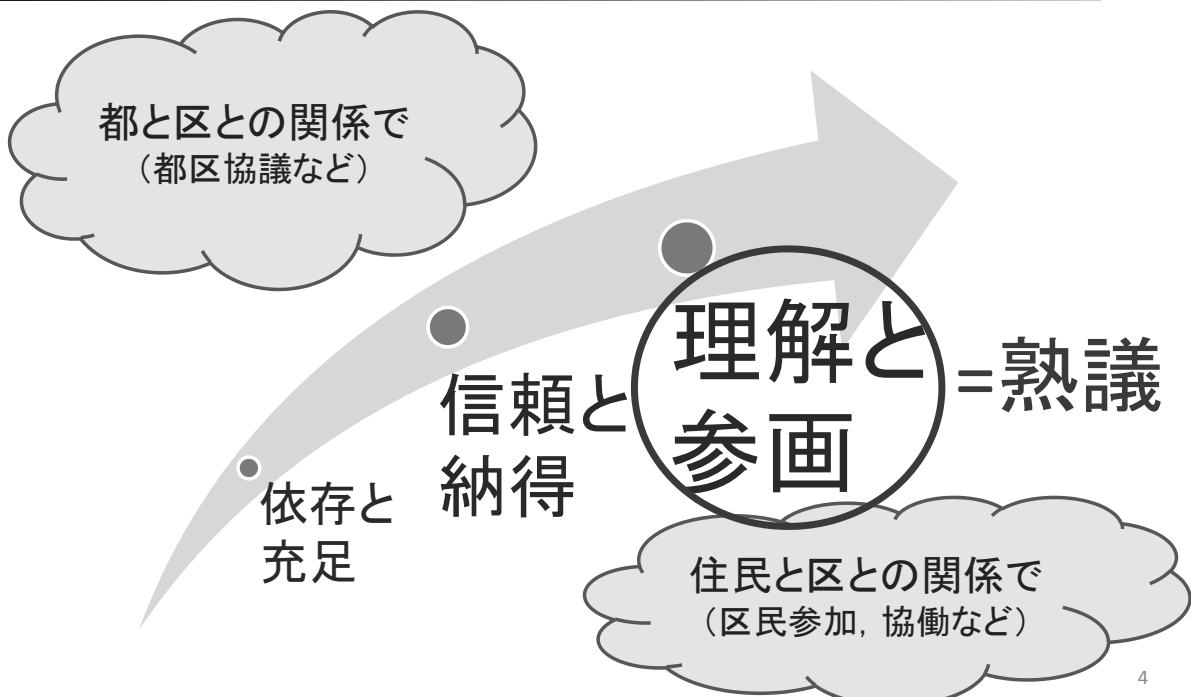 都と区との関係で
（都区協議など）
依存と
充足
信頼と
納得
理解と
参画
=熟議
住民と区との関係で
（区民参加，協働など）
4